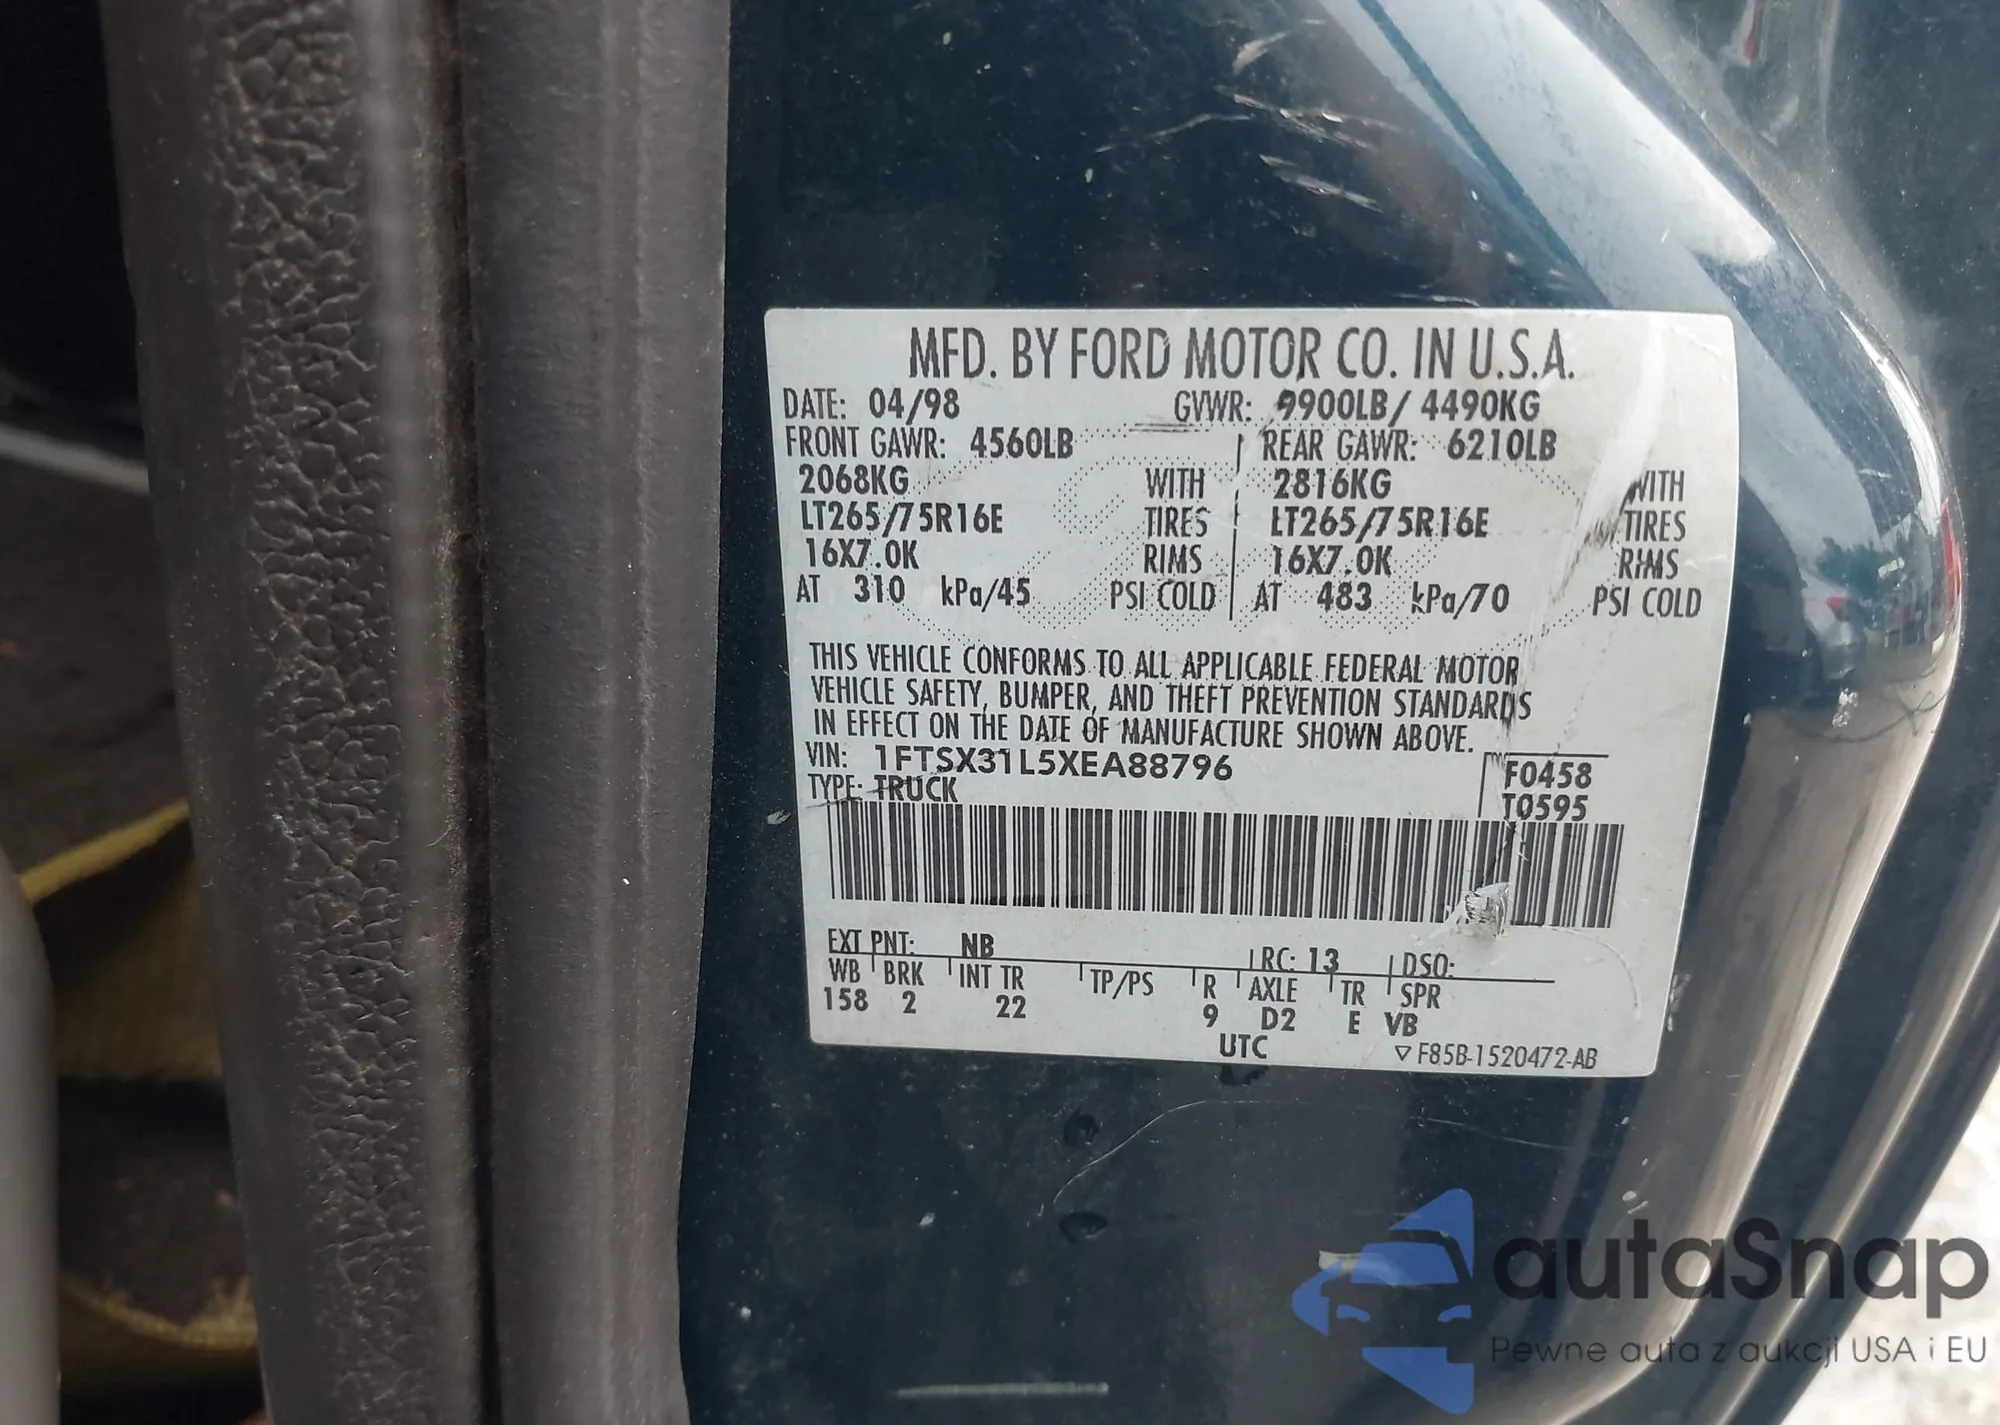 MFD. BY FORD MOTOR CO. IN U.S.A.
DATE: 04/98 GVWR: 9900LB/ 4490KG
FRONT GAWR: 4560LB REAR GAWR: 6210LB
2068KG WITH 2816KG WITH
LT265/75R16E TIRES LT265/75R16E TIRES
16X7.0K RIMS 16X7.0K RIMS
AT 310 kPa/45 PSI COLD AT 483 kPa/70 PSI COLD
THIS VEHICLE CONFORMS TO ALL APPLICABLE FEDERAL MOTOR
VEHICLE SAFETY, BUMPER, AND THEFT PREVENTION STANDARDS
IN EFFECT ON THE DATE OF MANUFACTURE SHOWN ABOVE.
VIN: 1FTSX31L5XEA88796 F0458
TYPE: TRUCK T0595
EXT PNT: NB RC: 13 DSO:
WB BRK INT TR TP/PS R AXLE TR SPR
158 2 22 9 D2 E VB
UTC ▽F85B-1520472-AB
autaSnap
Pewne auta z aukcji USA i EU